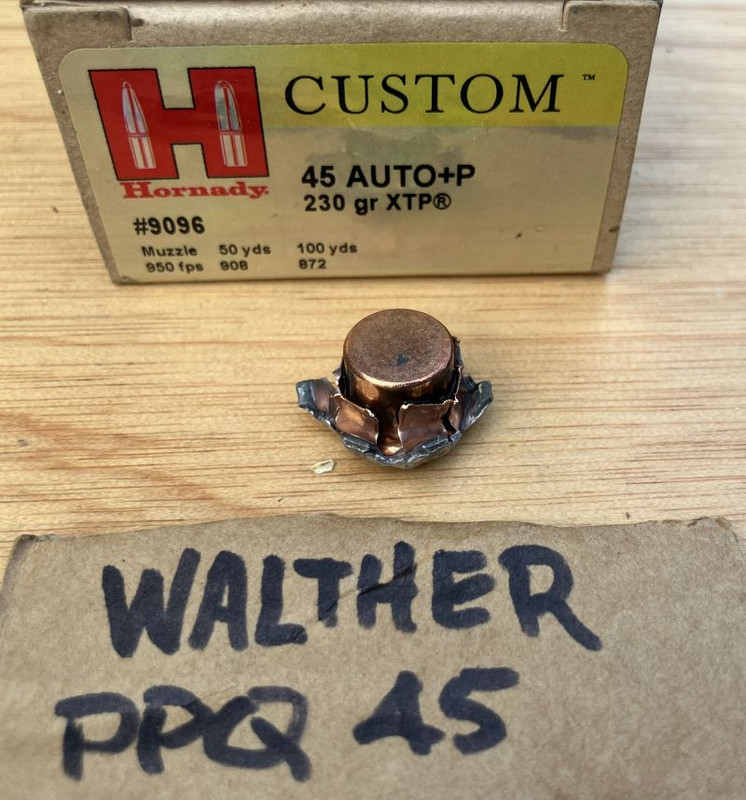 CUSTOM™
Hornady®
45 AUTO+P
230 gr XTP®
#9096
Muzzle 50 yds 100 yds
950 fps 908 872
WALTHER
PPQ 45